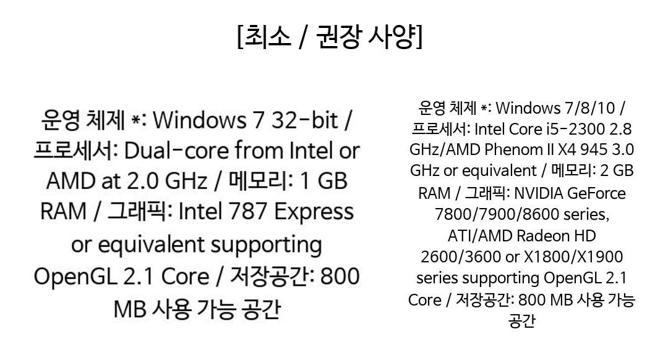 [최소 / 권장 사양]
운영 체제 *: Windows 7 32-bit /
프로세서: Dual-core from Intel or
AMD at 2.0 GHz / 메모리: 1 GB
RAM / 그래픽: Intel 787 Express
or equivalent supporting
OpenGL 2.1 Core / 저장공간: 800
MB 사용 가능 공간
운영 체제 *: Windows 7/8/10 /
프로세서: Intel Core i5-2300 2.8
GHz/AMD Phenom II X4 945 3.0
GHz or equivalent / 메모리: 2 GB
RAM / 그래픽: NVIDIA GeForce
7800/7900/8600 series,
ATI/AMD Radeon HD
2600/3600 or X1800/X1900
series supporting OpenGL 2.1
Core / 저장공간: 800 MB 사용 가능
공간